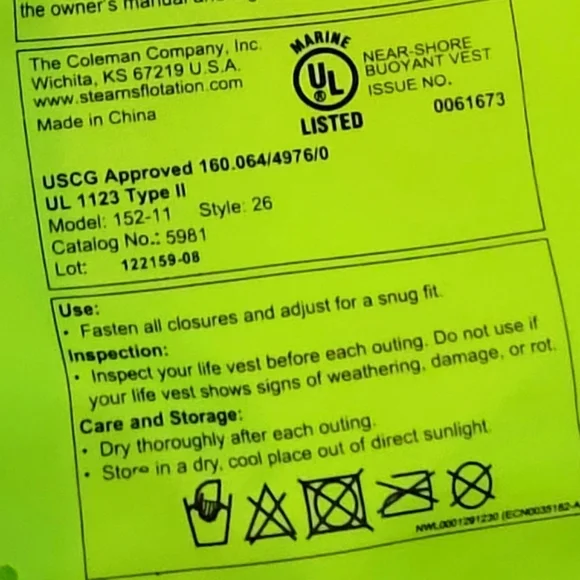 the owner's manual
The Coleman Company, Inc.
Wichita, KS 67219 U.S.A.
www.stearnsflotation.com
Made in China
MARINE
UL
®
LISTED
NEAR-SHORE
BUOYANT VEST
ISSUE NO.
0061673
USCG Approved 160.064/4976/0
UL 1123 Type II
Model: 152-11 Style: 26
Catalog No.: 5981
Lot: 122159-08
Use:
• Fasten all closures and adjust for a snug fit.
Inspection:
• Inspect your life vest before each outing. Do not use if
your life vest shows signs of weathering, damage, or rot.
Care and Storage:
• Dry thoroughly after each outing.
• Store in a dry, cool place out of direct sunlight.